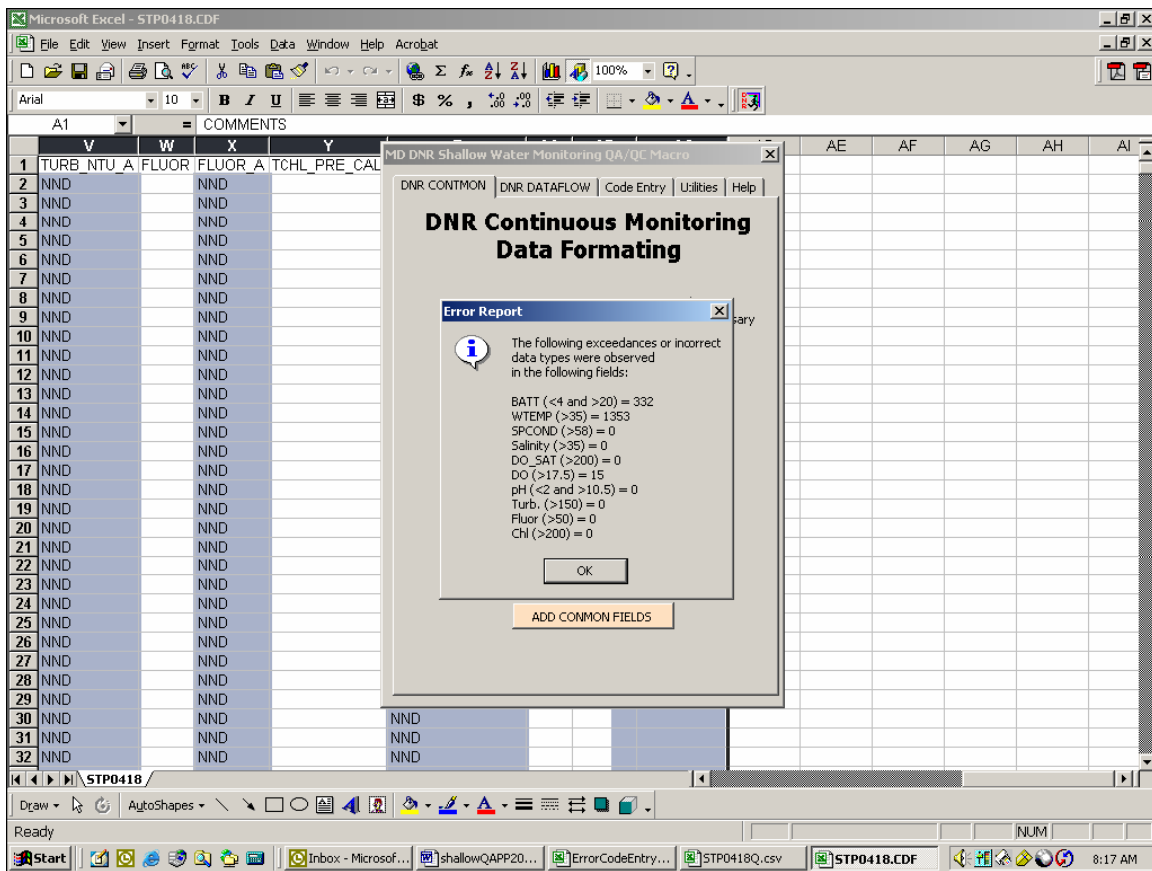 Microsoft Excel - STP0418.CDF
File Edit View Insert Format Tools Data Window Help Acrobat
100%
Arial 10 B I U $ % ,
A1 = COMMENTS
V W X Y AE AF AG AH AI
1 TURB_NTU_A FLUOR FLUOR_A TCHL_PRE_CAL
2 NND NND
3 NND NND
4 NND NND
5 NND NND
6 NND NND
7 NND NND
8 NND NND
9 NND NND
10 NND NND
11 NND NND
12 NND NND
13 NND NND
14 NND NND
15 NND NND
16 NND NND
17 NND NND
18 NND NND
19 NND NND
20 NND NND
21 NND NND
22 NND NND
23 NND NND
24 NND NND
25 NND NND
26 NND NND
27 NND NND
28 NND NND
29 NND NND
30 NND NND NND
31 NND NND NND
32 NND NND NND
MD DNR Shallow Water Monitoring QA/QC Macro
DNR CONTMON DNR DATAFLOW Code Entry Utilities Help
DNR Continuous Monitoring
Data Formating
sary
Error Report
The following exceedances or incorrect
data types were observed
in the following fields:
BATT (<4 and >20) = 332
WTEMP (>35) = 1353
SPCOND (>58) = 0
Salinity (>35) = 0
DO_SAT (>200) = 0
DO (>17.5) = 15
pH (<2 and >10.5) = 0
Turb. (>150) = 0
Fluor (>50) = 0
Chl (>200) = 0
OK
ADD CONMON FIELDS
STP0418
Draw AutoShapes
Ready NUM
Start Inbox - Microsof... shallowQAPP20... ErrorCodeEntry... STP0418Q.csv STP0418.CDF 8:17 AM